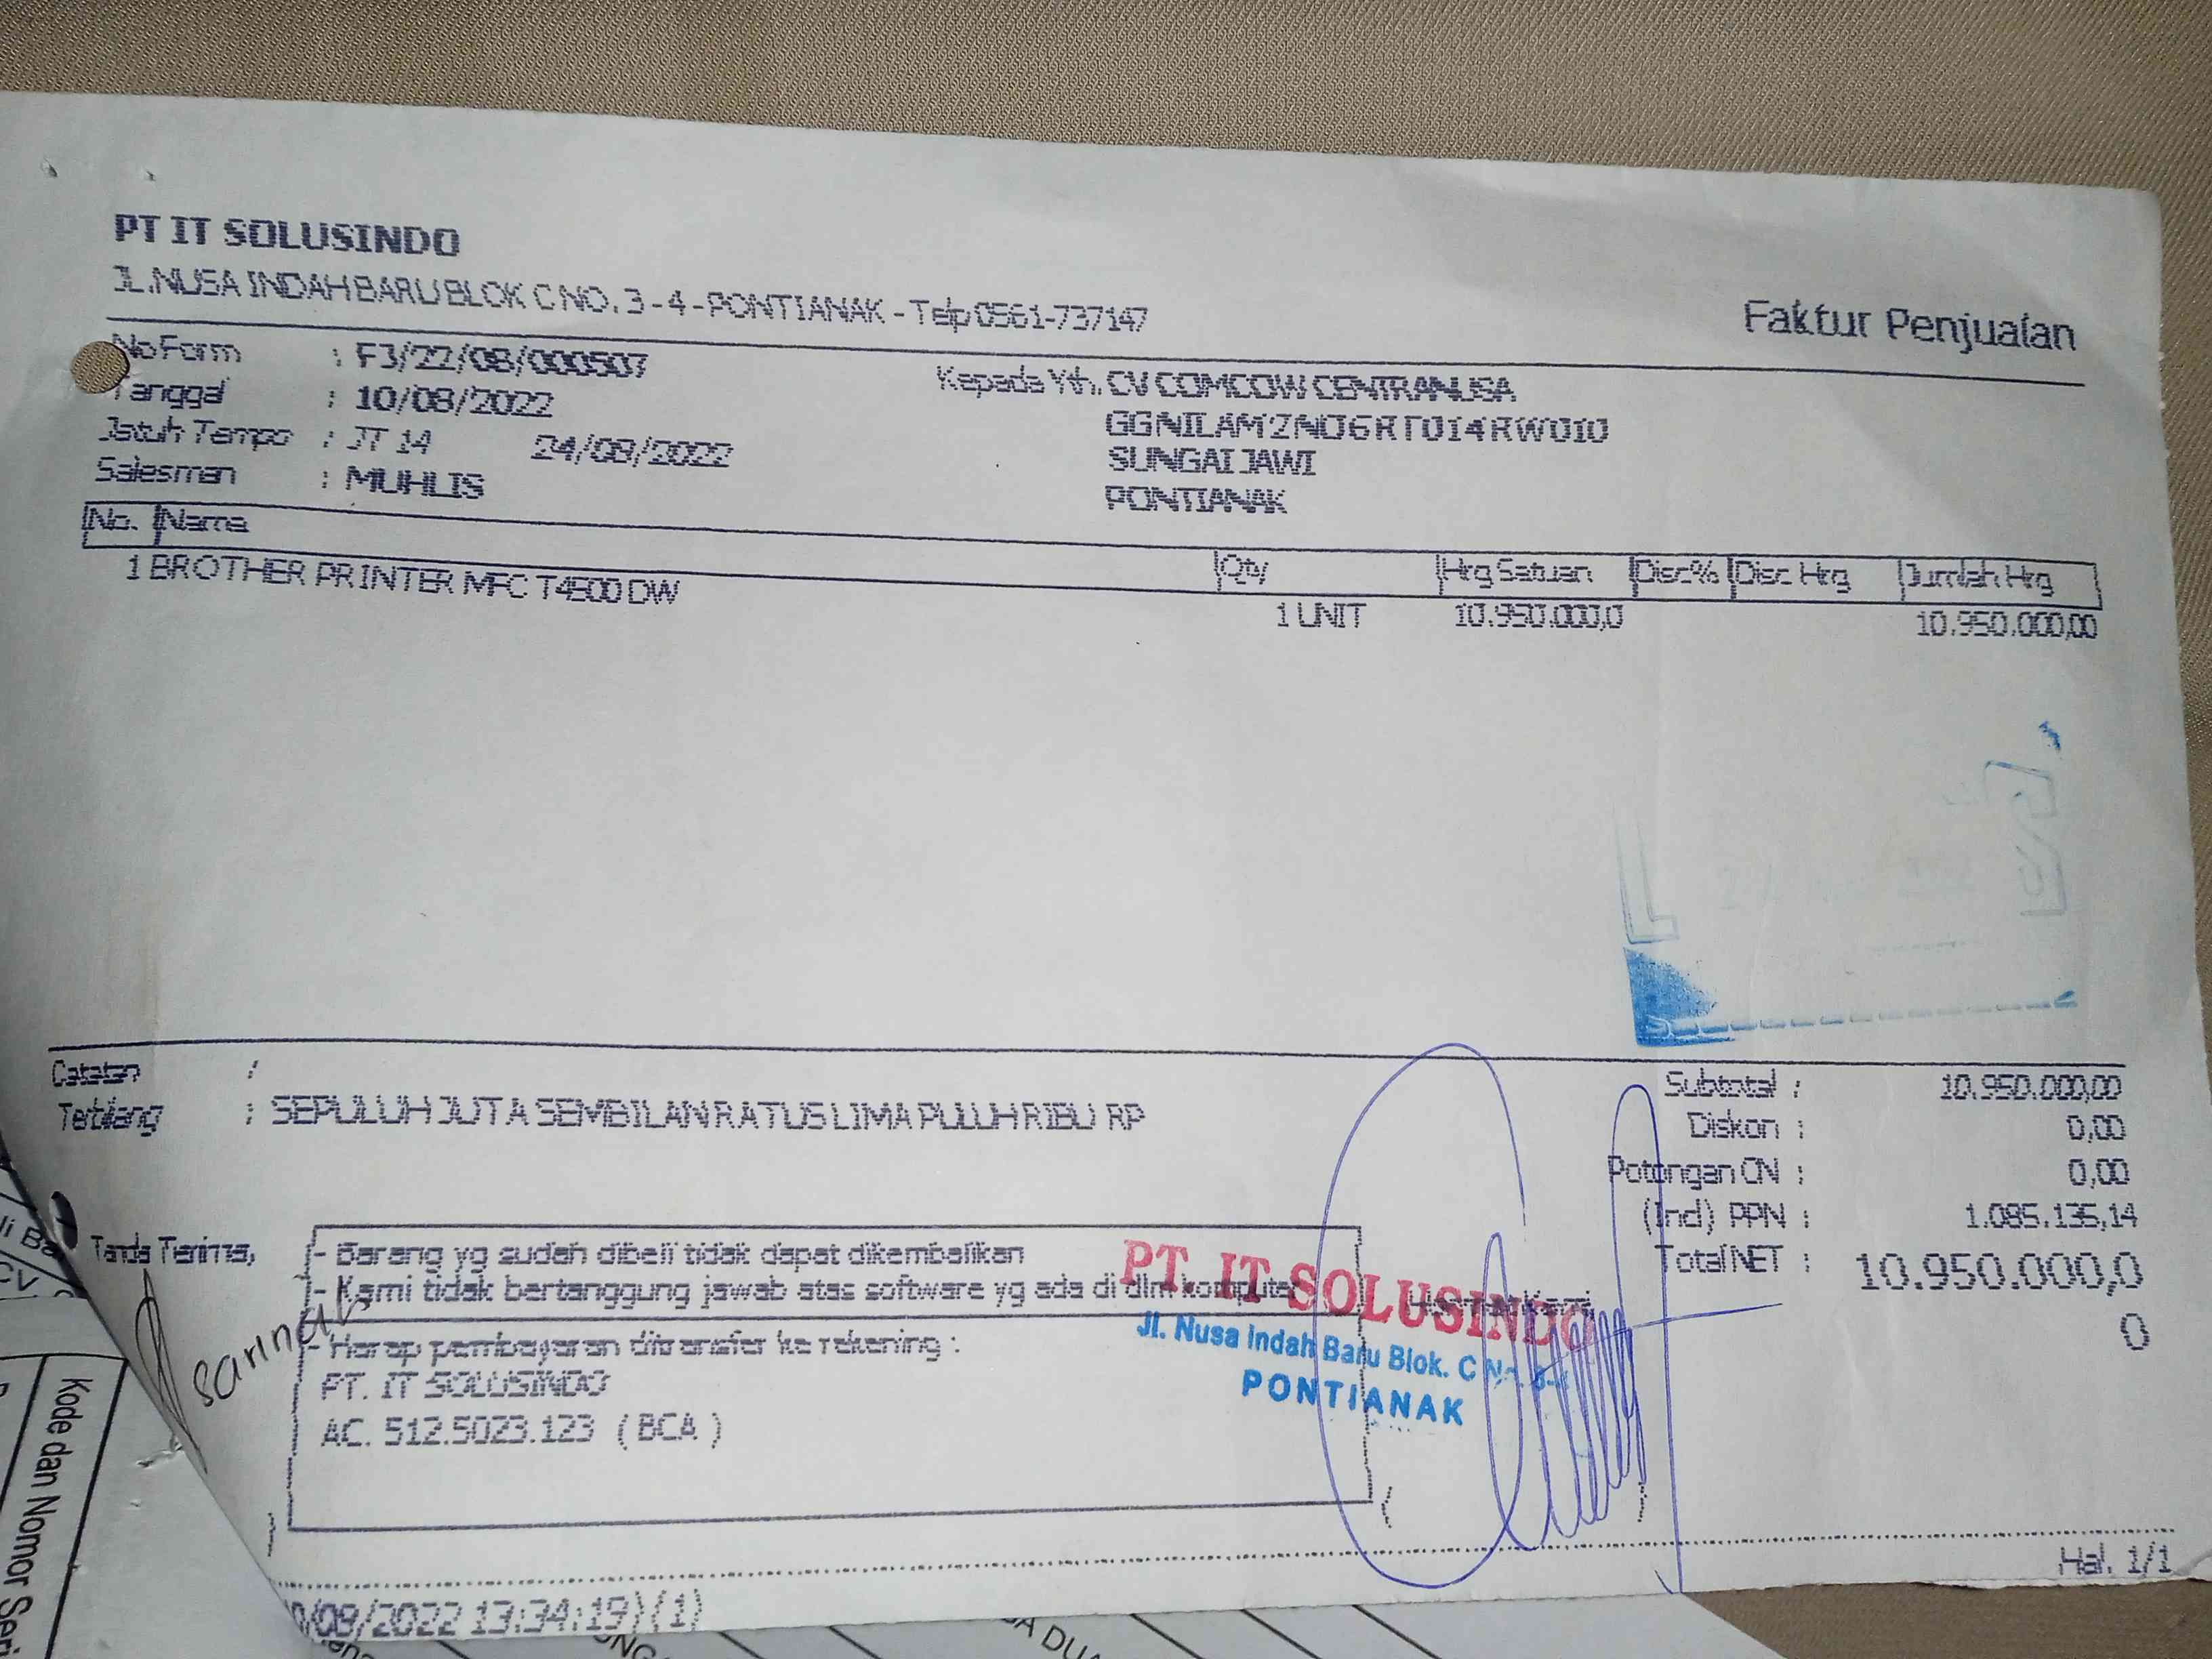 PT IT SOLUSINDO
JL.NUSA INDAH BARU BLOK C NO. 3 - 4 - PONTIANAK - Telp 0561-737147
Faktur Penjualan
No Form : F3/22/08/000507
Tanggal : 10/08/2022
Jatuh Tempo : JT 14 24/08/2022
Salesman : MUHLIS
Kepada Yth. CV COMCOW CENTRANUSA
GG NILAM 2 NO 6 RT 014 RW 010
SUNGAI JAWI
PONTIANAK
No. Nama Qty Hrg Satuan Disc% Disc Hrg Jumlah Hrg
1 BROTHER PRINTER MFC T4500 DW 1 UNIT 10.950.000,0 10.950.000,00
Catatan :
Terbilang : SEPULUH JUTA SEMBILAN RATUS LIMA PULUH RIBU RP
Subtotal : 10.950.000,00
Diskon : 0,00
Potongan CN : 0,00
(Incl) PPN : 1.085.135,14
Total NET : 10.950.000,0
0
Tanda Terima,
sarinah
- Barang yg sudah dibeli tidak dapat dikembalikan
- Kami tidak bertanggung jawab atas software yg ada di dlm komputer
- Harap pembayaran ditransfer ke rekening :
PT. IT SOLUSINDO
AC. 512.5023.123 ( BCA )
PT. IT SOLUSINDO
Jl. Nusa Indah Baru Blok. C No. 3-4
PONTIANAK
Hormat Kami
( )
Hal. 1/1
0/08/2022 13:34:19)(1)
Kode dan Nomor Seri